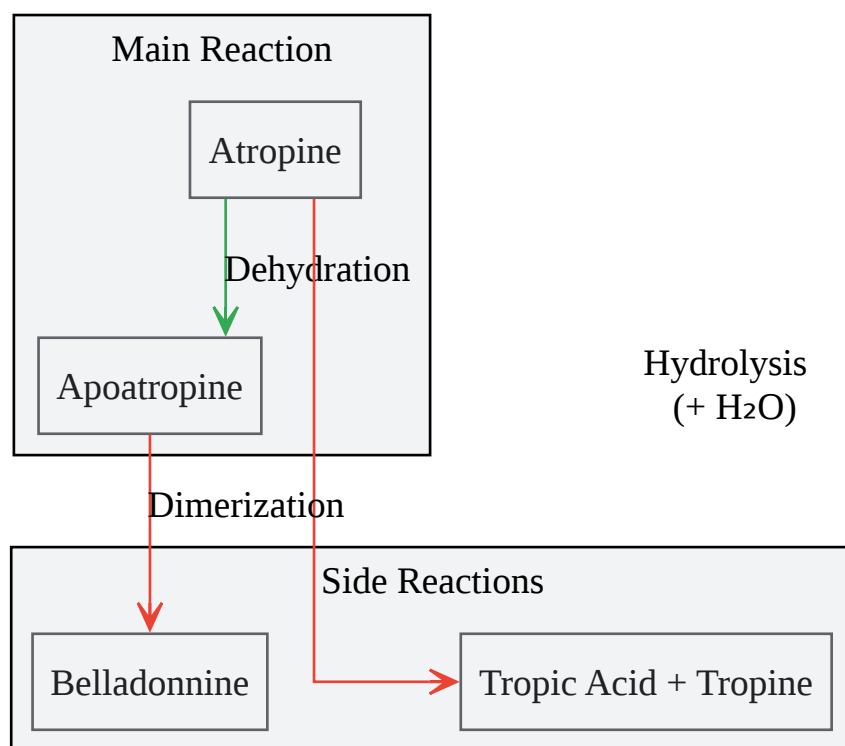 Main Reaction
Atropine
Dehydration
Apoatropine
Hydrolysis
(+ H₂O)
Dimerization
Side Reactions
Belladonnine
Tropic Acid + Tropine